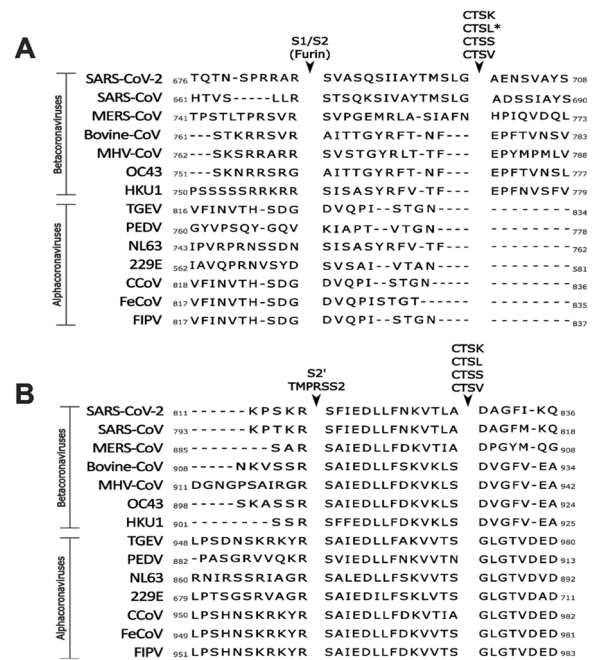 A
S1/S2
(Furin)
CTSK
CTSL*
CTSS
CTSV
Betacoronaviruses
SARS-CoV-2 676 TQTN-SPRRAR SVASQSIIAYTMSLG AENSVAYS 708
SARS-CoV 661 HTVS-----LLR STSQKSIVAYTMSLG ADSSIAYS 690
MERS-CoV 741 TPSTLTPRSVR SVPGEMRLA-SIAFN HPIQVDQL 773
Bovine-CoV 761 ---STKRRSVR AITTGYRFT-NF---- EPFTVNSV 783
MHV-CoV 762 ---SKSRRARR SVSTGYRLT-TF---- EPYMPMLV 788
OC43 751 ---SKNRRSRG AITTGYRFT-NF---- EPFTVNSL 777
HKU1 750 PSSSSSRRKRR SISASYRFV-TF---- EPFNVSFV 779
Alphacoronaviruses
TGEV 816 VFINVTH-SDG DVQPI--STGN---- -------- 834
PEDV 760 GYVPSQY-GQV KIAPT--VTGN---- -------- 778
NL63 743 IPVRPRNSSDN SISASYRFV-TF---- -------- 762
229E 562 IAVQPRNVSYD SVSAI--VTAN---- -------- 581
CCoV 818 VFINVTH-SDG DVQPI--STGN---- -------- 836
FeCoV 817 VFINVTH-SDG DVQPISTGT---- -------- 835
FIPV 817 VFINVTH-SDG DVQPI--STGN---- -------- 837
B
S2'
TMPRSS2
CTSK
CTSL
CTSS
CTSV
Betacoronaviruses
SARS-CoV-2 811 ------KPSKR SFIEDLLFNKVTLA DAGFI-KQ 836
SARS-CoV 793 ------KPTKR SFIEDLLFNKVTLA DAGFM-KQ 818
MERS-CoV 885 --------SAR SAIEDLLFDKVTIA DPGYM-QG 908
Bovine-CoV 908 -----NKVSSR SAIEDLLFSKVKLS DVGFV-EA 934
MHV-CoV 911 DGNGPSAIRGR SAIEDLLFDKVKLS DVGFV-EA 942
OC43 898 -----SKASSR SAIEDLLFDKVKLS DVGFV-EA 924
HKU1 901 --------SSR SFFEDLLFDKVKLS DVGFV-EA 925
Alphacoronaviruses
TGEV 948 LPSDNSKRKYR SAIEDLLFAKVVTS GLGTVDED 980
PEDV 882 -PASGRVVQKR SVIEDLLFNKVVTN GLGTVDED 913
NL63 860 RNIRSSRIAGR SALEDLLFSKVVTS GLGTVDVD 892
229E 679 LPTSGSRVAGR SAIEDILFSKLVTS GLGTVDAD 711
CCoV 950 LPSHNSKRKYR SAIEDLLFDKVTIA GLGTVDED 982
FeCoV 949 LPSHNSKRKYR SAIEDLLFDKVVTS GLGTVDED 981
FIPV 951 LPSHNSKRKYR SAIEDLLFDKVVTS GLGTVDED 983